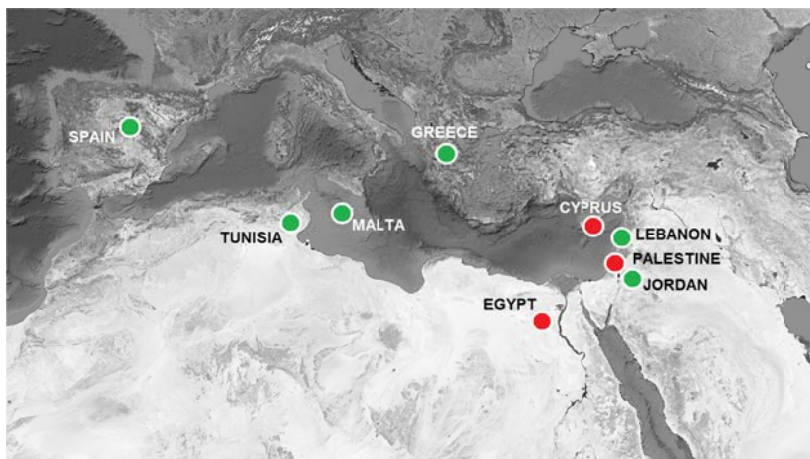 SPAIN
GREECE
CYPRUS
TUNISIA
MALTA
LEBANON
PALESTINE
JORDAN
EGYPT